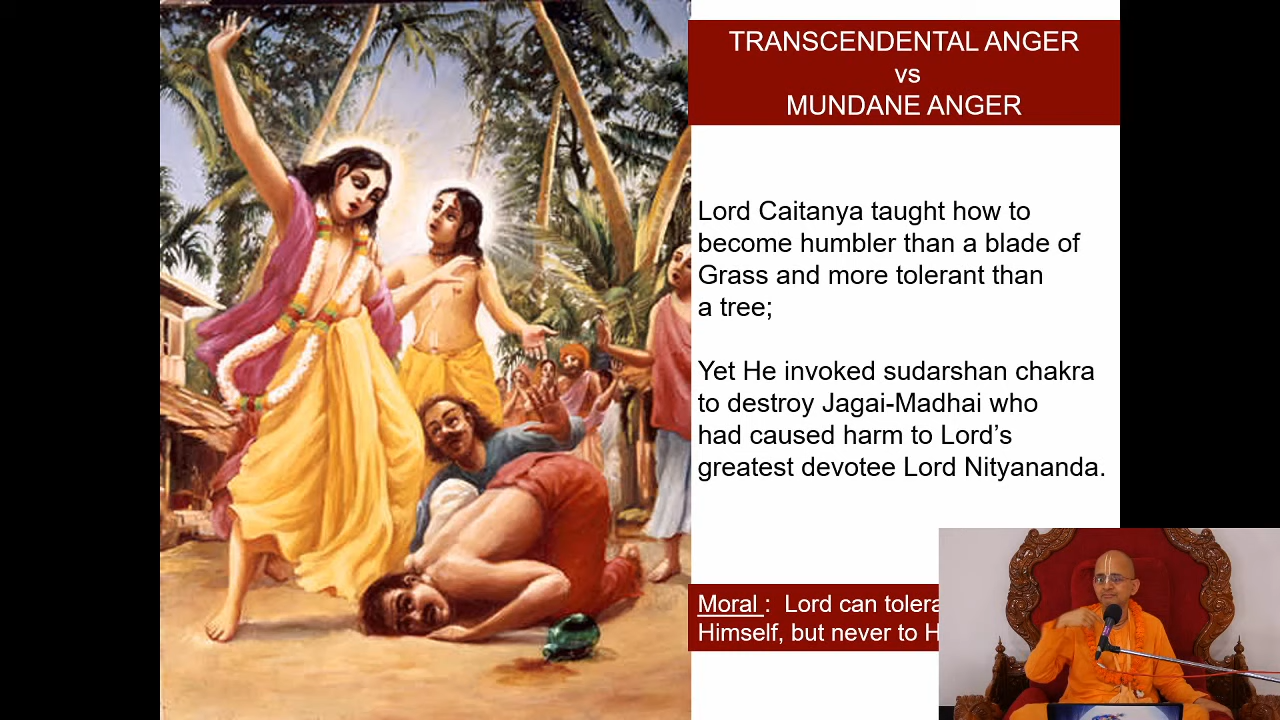 TRANSCENDENTAL ANGER
vs
MUNDANE ANGER
Lord Caitanya taught how to
become humbler than a blade of
Grass and more tolerant than
a tree;
Yet He invoked sudarshan chakra
to destroy Jagai-Madhai who
had caused harm to Lord’s
greatest devotee Lord Nityananda.
Moral : Lord can
Himself, but never to